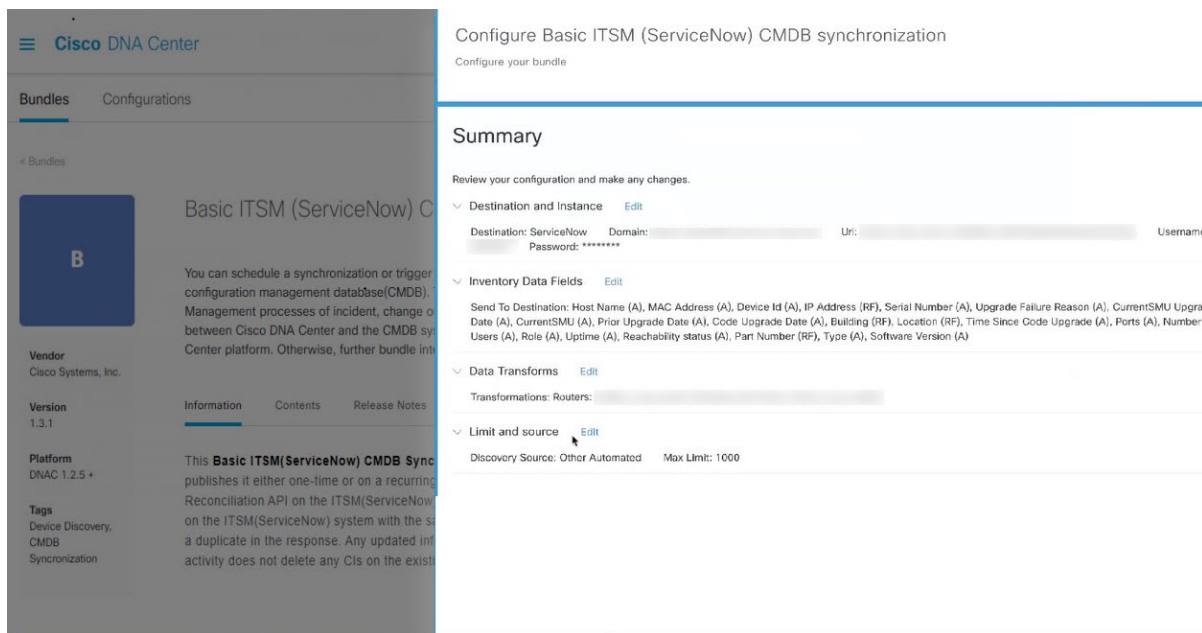 Cisco DNA Center
Bundles Configurations
< Bundles
B
Vendor
Cisco Systems, Inc.
Version
1.3.1
Platform
DNAC 1.2.5 +
Tags
Device Discovery,
CMDB
Syncronization
Basic ITSM (ServiceNow) C
You can schedule a synchronization or trigger
configuration management database(CMDB).
Management processes of incident, change o
between Cisco DNA Center and the CMDB sy
Center platform. Otherwise, further bundle int
Information Contents Release Notes
This Basic ITSM(ServiceNow) CMDB Sync
publishes it either one-time or on a recurring
Reconciliation API on the ITSM(ServiceNow
on the ITSM(ServiceNow) system with the sa
a duplicate in the response. Any updated inf
activity does not delete any CIs on the existi
Configure Basic ITSM (ServiceNow) CMDB synchronization
Configure your bundle
Summary
Review your configuration and make any changes.
Destination and Instance Edit
Destination: ServiceNow Domain: Uri: Username
Password: ********
Inventory Data Fields Edit
Send To Destination: Host Name (A), MAC Address (A), Device Id (A), IP Address (RF), Serial Number (A), Upgrade Failure Reason (A), CurrentSMU Upgra
Date (A), CurrentSMU (A), Prior Upgrade Date (A), Code Upgrade Date (A), Building (RF), Location (RF), Time Since Code Upgrade (A), Ports (A), Number
Users (A), Role (A), Uptime (A), Reachability status (A), Part Number (RF), Type (A), Software Version (A)
Data Transforms Edit
Transformations: Routers:
Limit and source Edit
Discovery Source: Other Automated Max Limit: 1000